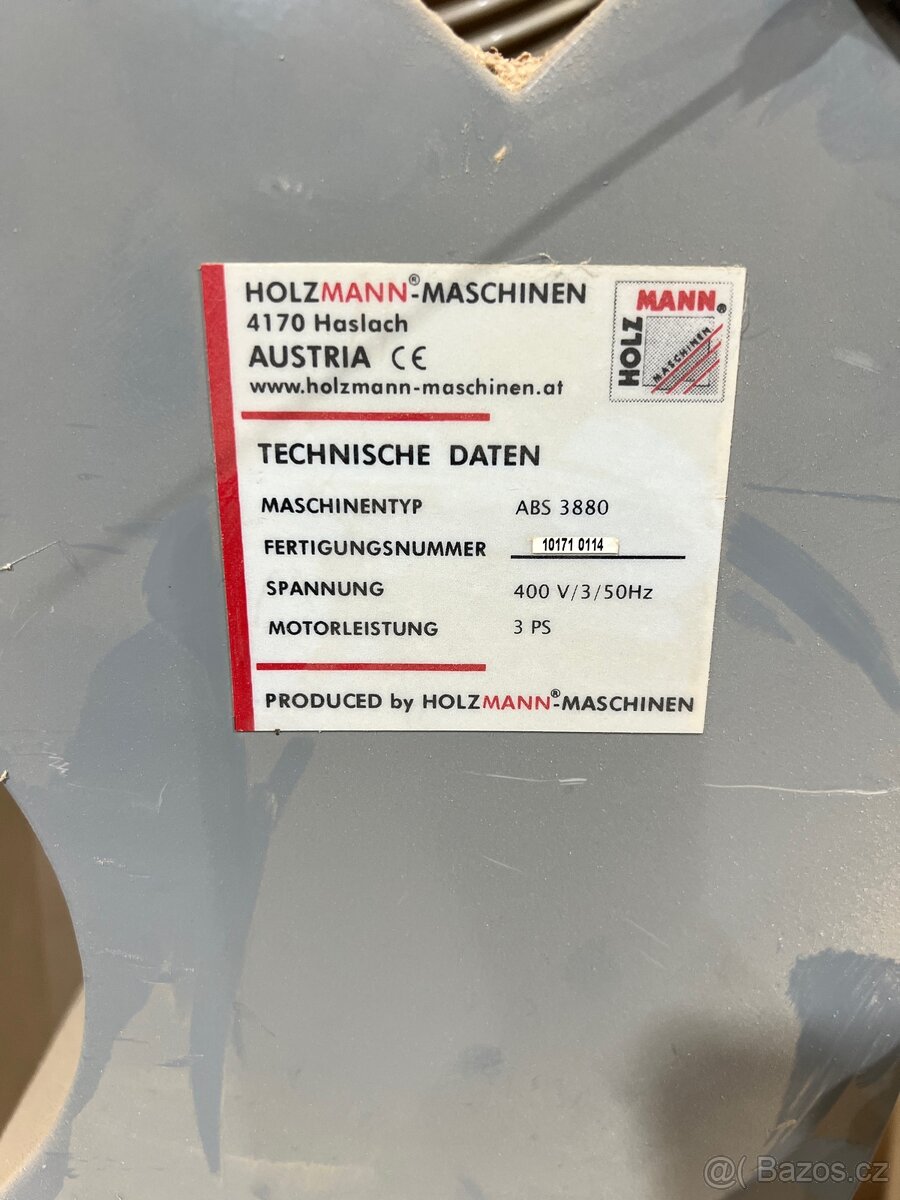 HOLZMANN®-MASCHINEN
4170 Haslach
AUSTRIA CE
www.holzmann-maschinen.at
HOLZ MANN®
MASCHINEN
TECHNISCHE DATEN
MASCHINENTYP ABS 3880
FERTIGUNGSNUMMER 10171 0114
SPANNUNG 400 V/3/50Hz
MOTORLEISTUNG 3 PS
PRODUCED by HOLZMANN®-MASCHINEN
@( Bazos.cz